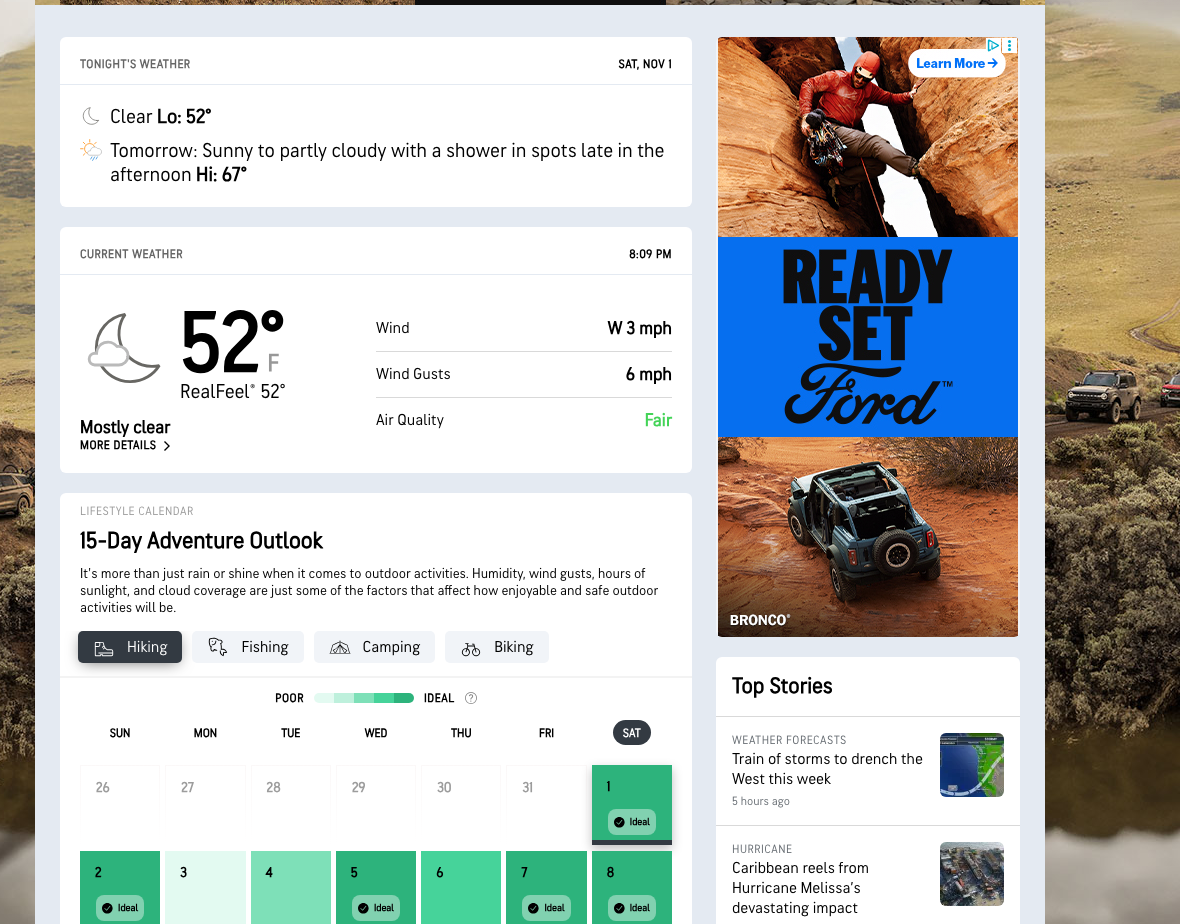 TONIGHT'S WEATHER
SAT, NOV 1
Clear Lo: 52°
Tomorrow: Sunny to partly cloudy with a shower in spots late in the
afternoon Hi: 67°
CURRENT WEATHER
8:09 PM
52°
F
RealFeel® 52°
Mostly clear
MORE DETAILS
Wind
W 3 mph
Wind Gusts
6 mph
Air Quality
Fair
LIFESTYLE CALENDAR
15-Day Adventure Outlook
It's more than just rain or shine when it comes to outdoor activities. Humidity, wind gusts, hours of
sunlight, and cloud coverage are just some of the factors that affect how enjoyable and safe outdoor
activities will be.
Hiking
Fishing
Camping
Biking
POOR
IDEAL
?
SUN MON TUE WED THU FRI SAT
26 27 28 29 30 31 1
Ideal
2 3 4 5 6 7 8
Ideal Ideal Ideal Ideal
Learn More →
READY
SET
Ford™
BRONCO®
Top Stories
WEATHER FORECASTS
Train of storms to drench the
West this week
5 hours ago
HURRICANE
Caribbean reels from
Hurricane Melissa's
devastating impact